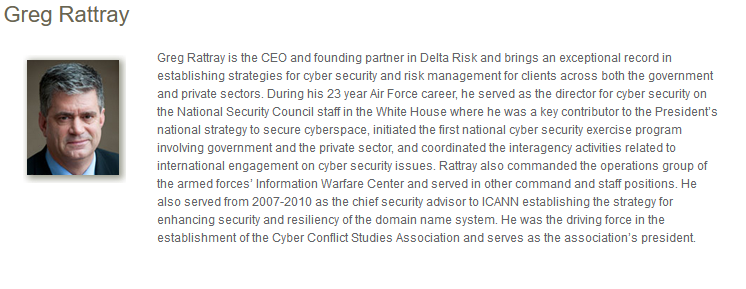 Greg Rattray
Greg Rattray is the CEO and founding partner in Delta Risk and brings an exceptional record in
establishing strategies for cyber security and risk management for clients across both the government
and private sectors. During his 23 year Air Force career, he served as the director for cyber security on
the National Security Council staff in the White House where he was a key contributor to the President's
national strategy to secure cyberspace, initiated the first national cyber security exercise program
involving government and the private sector, and coordinated the interagency activities related to
international engagement on cyber security issues. Rattray also commanded the operations group of
the armed forces' Information Warfare Center and served in other command and staff positions. He
also served from 2007-2010 as the chief security advisor to ICANN establishing the strategy for
enhancing security and resiliency of the domain name system. He was the driving force in the
establishment of the Cyber Conflict Studies Association and serves as the association's president.